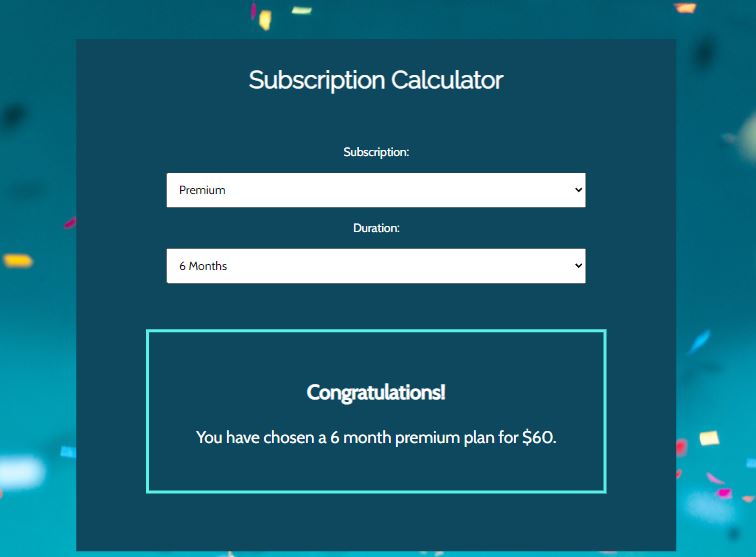 Subscription Calculator
Subscription:
Premium
Duration:
6 Months
Congratulations!
You have chosen a 6 month premium plan for $60.